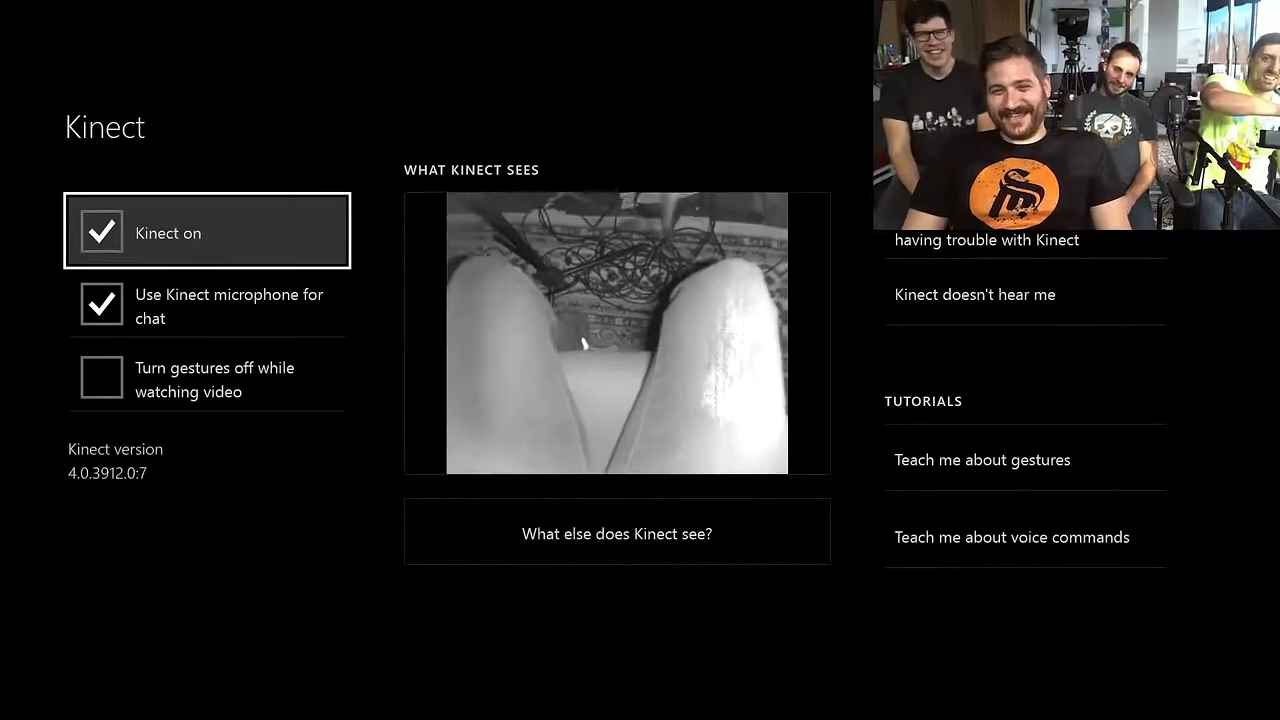 Kinect
Kinect on
Use Kinect microphone for
chat
Turn gestures off while
watching video
Kinect version
4.0.3912.0:7
WHAT KINECT SEES
What else does Kinect see?
having trouble with Kinect
Kinect doesn't hear me
TUTORIALS
Teach me about gestures
Teach me about voice commands